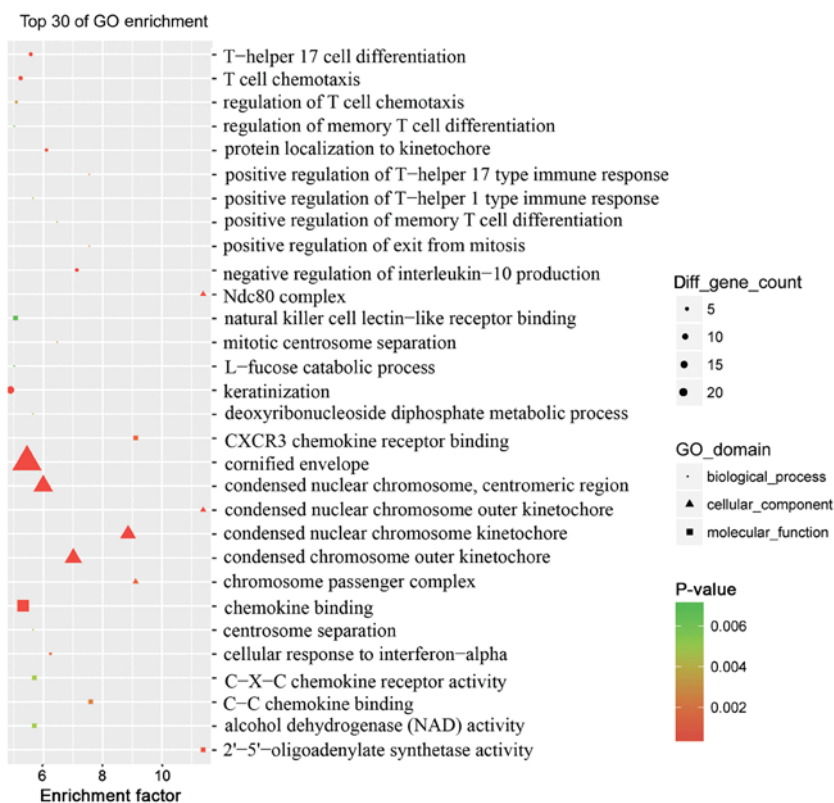 Top 30 of GO enrichment
T-helper 17 cell differentiation
T cell chemotaxis
regulation of T cell chemotaxis
regulation of memory T cell differentiation
protein localization to kinetochore
positive regulation of T-helper 17 type immune response
positive regulation of T-helper 1 type immune response
positive regulation of memory T cell differentiation
positive regulation of exit from mitosis
negative regulation of interleukin-10 production
Ndc80 complex
natural killer cell lectin-like receptor binding
mitotic centrosome separation
L-fucose catabolic process
keratinization
deoxyribonucleoside diphosphate metabolic process
CXCR3 chemokine receptor binding
cornified envelope
condensed nuclear chromosome, centromeric region
condensed nuclear chromosome outer kinetochore
condensed nuclear chromosome kinetochore
condensed chromosome outer kinetochore
chromosome passenger complex
chemokine binding
centrosome separation
cellular response to interferon-alpha
C-X-C chemokine receptor activity
C-C chemokine binding
alcohol dehydrogenase (NAD) activity
2'-5'-oligoadenylate synthetase activity
6 8 10
Enrichment factor
Diff_gene_count
5
10
15
20
GO_domain
biological_process
cellular_component
molecular_function
P-value
0.006
0.004
0.002